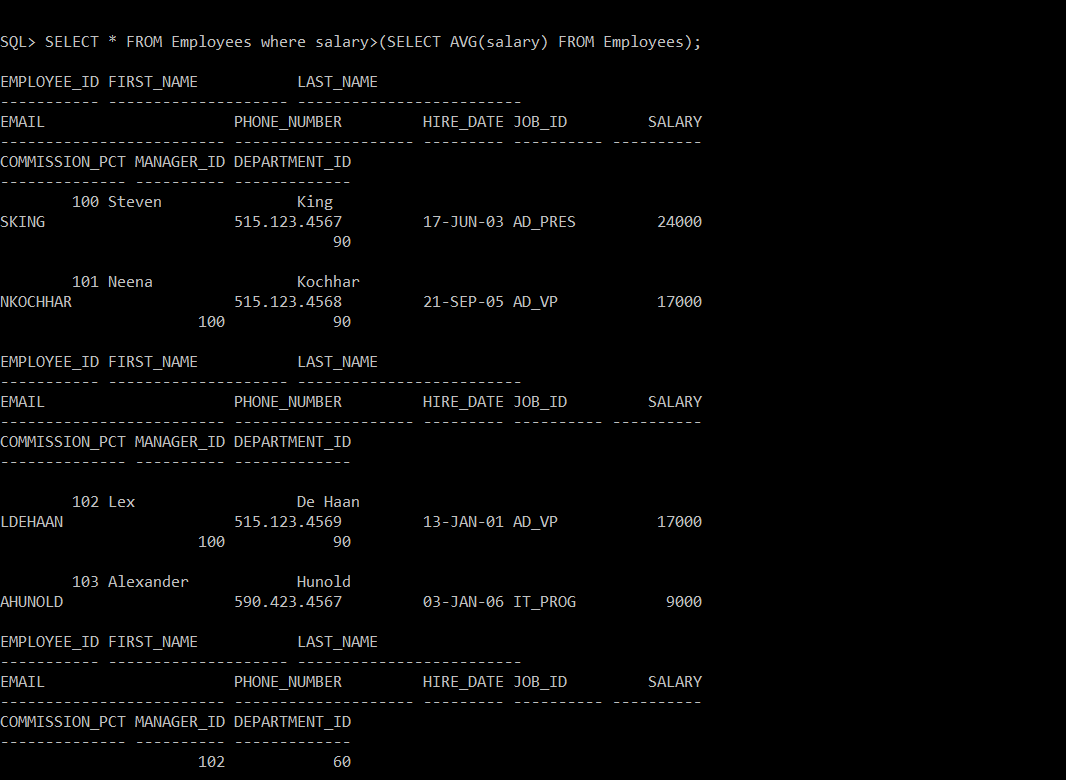 SQL> SELECT * FROM Employees where salary>(SELECT AVG(salary) FROM Employees);
EMPLOYEE_ID FIRST_NAME           LAST_NAME
----------- -------------------- -------------------------
EMAIL                     PHONE_NUMBER         HIRE_DATE JOB_ID         SALARY
------------------------- -------------------- --------- ---------- ----------
COMMISSION_PCT MANAGER_ID DEPARTMENT_ID
-------------- ---------- -------------
        100 Steven               King
SKING                     515.123.4567         17-JUN-03 AD_PRES         24000
                                     90
        101 Neena                Kochhar
NKOCHHAR                  515.123.4568         21-SEP-05 AD_VP           17000
                      100            90
EMPLOYEE_ID FIRST_NAME           LAST_NAME
----------- -------------------- -------------------------
EMAIL                     PHONE_NUMBER         HIRE_DATE JOB_ID         SALARY
------------------------- -------------------- --------- ---------- ----------
COMMISSION_PCT MANAGER_ID DEPARTMENT_ID
-------------- ---------- -------------
        102 Lex                  De Haan
LDEHAAN                   515.123.4569         13-JAN-01 AD_VP           17000
                      100            90
        103 Alexander            Hunold
AHUNOLD                   590.423.4567         03-JAN-06 IT_PROG          9000
EMPLOYEE_ID FIRST_NAME           LAST_NAME
----------- -------------------- -------------------------
EMAIL                     PHONE_NUMBER         HIRE_DATE JOB_ID         SALARY
------------------------- -------------------- --------- ---------- ----------
COMMISSION_PCT MANAGER_ID DEPARTMENT_ID
-------------- ---------- -------------
                      102            60